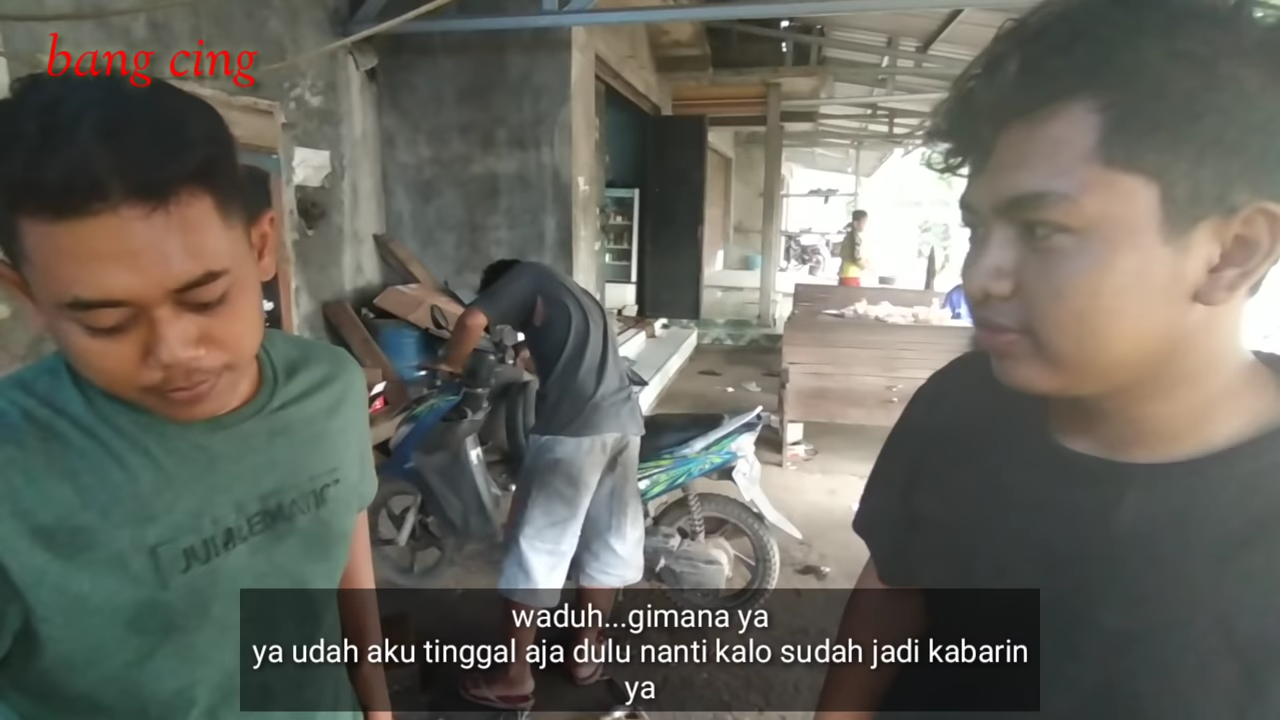 bang cing
waduh...gimana ya
ya udah aku tinggal aja dulu nanti kalo sudah jadi kabarin
ya